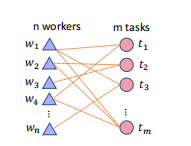 n workers m tasks
w₁ t₁
w₂ t₂
w₃ t₃
w₄
⋮ ⋮
wₙ tₘ